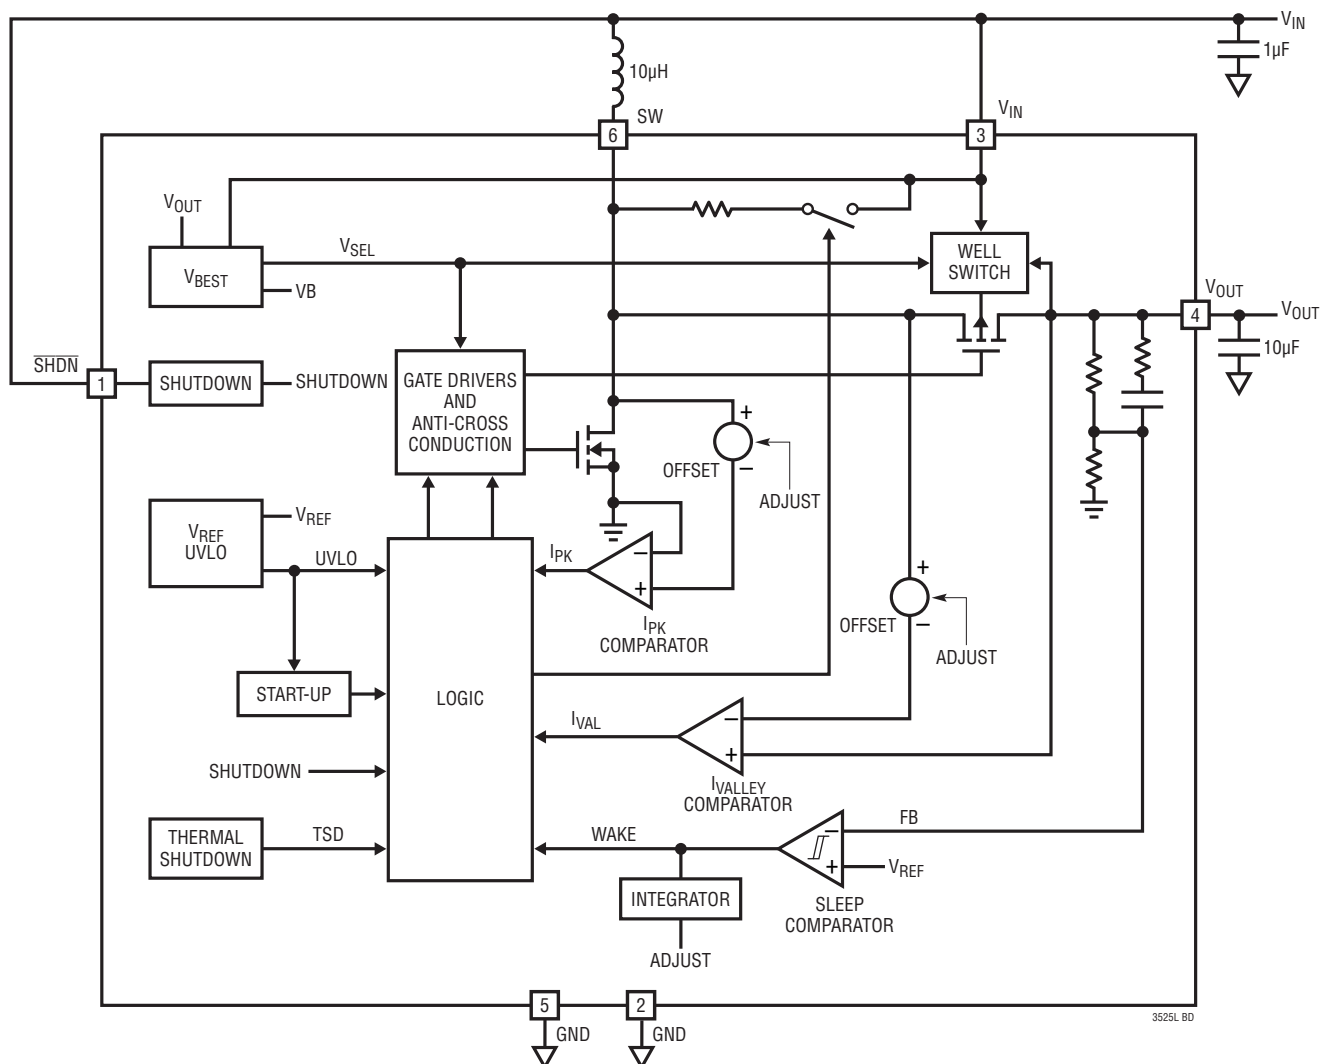 VIN
1µF
10µH
SW
6
VIN
3
VOUT
VBEST
VSEL
VB
WELL
SWITCH
VOUT
4
VOUT
10µF
SHDN
1
SHUTDOWN
SHUTDOWN
GATE DRIVERS
AND
ANTI-CROSS
CONDUCTION
+
OFFSET
–
ADJUST
VREF
UVLO
VREF
UVLO
IPK
–
+
IPK
COMPARATOR
+
OFFSET
–
ADJUST
START-UP
LOGIC
IVAL
–
+
IVALLEY
COMPARATOR
SHUTDOWN
THERMAL
SHUTDOWN
TSD
WAKE
–
+
FB
VREF
SLEEP
COMPARATOR
INTEGRATOR
ADJUST
5
GND
2
GND
3525L BD